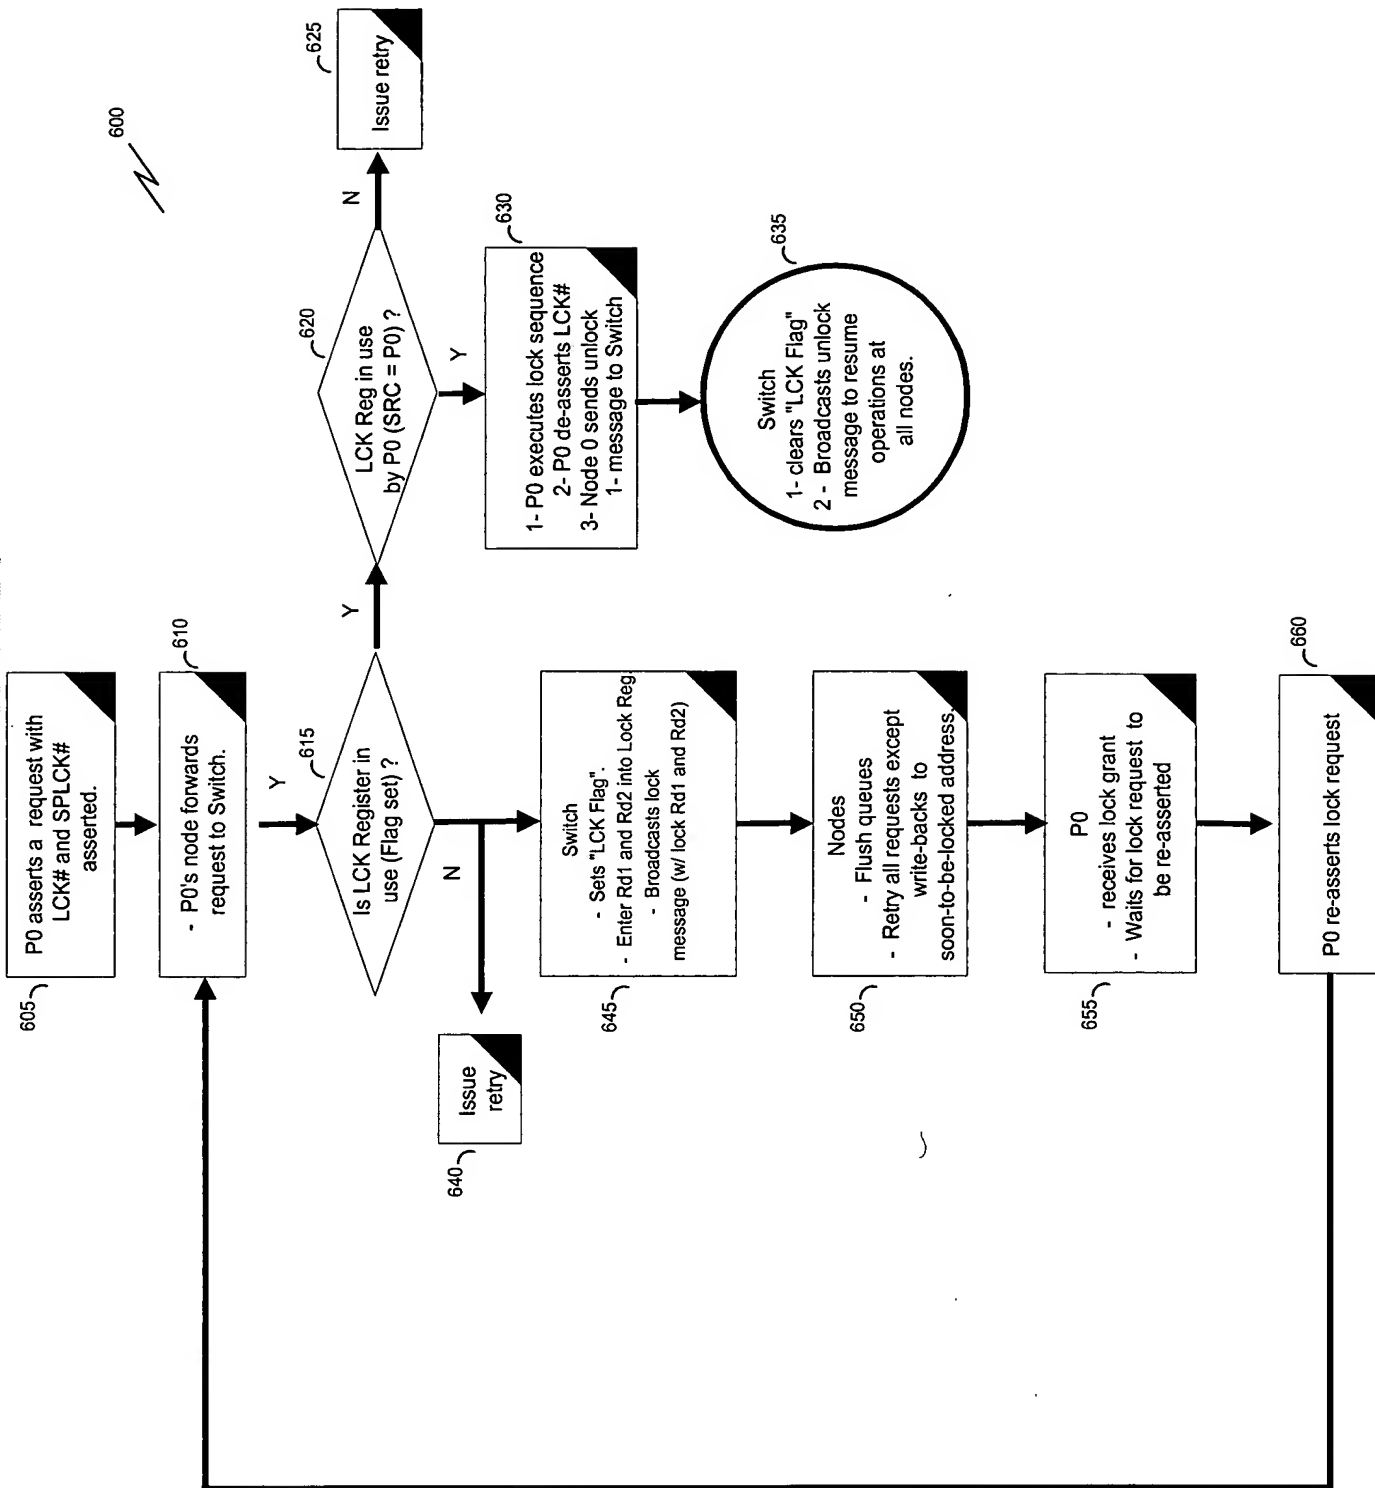 600
605
P0 asserts a request with
LCK# and SPLCK#
asserted.
610
- P0's node forwards
request to Switch.
Y
615
Is LCK Register in
use (Flag set) ?
Y
620
LCK Reg in use
by P0 (SRC = P0) ?
N
625
Issue retry
Y
630
1- P0 executes lock sequence
2- P0 de-asserts LCK#
3- Node 0 sends unlock
1- message to Switch
635
Switch
1- clears "LCK Flag"
2 - Broadcasts unlock
message to resume
operations at
all nodes.
N
640
Issue
retry
645
Switch
- Sets "LCK Flag".
- Enter Rd1 and Rd2 into Lock Reg.
- Broadcasts lock
message (w/ lock Rd1 and Rd2)
650
Nodes
- Flush queues
- Retry all requests except
write-backs to
soon-to-be-locked address.
655
P0
- receives lock grant
- Waits for lock request to
be re-asserted
660
P0 re-asserts lock request